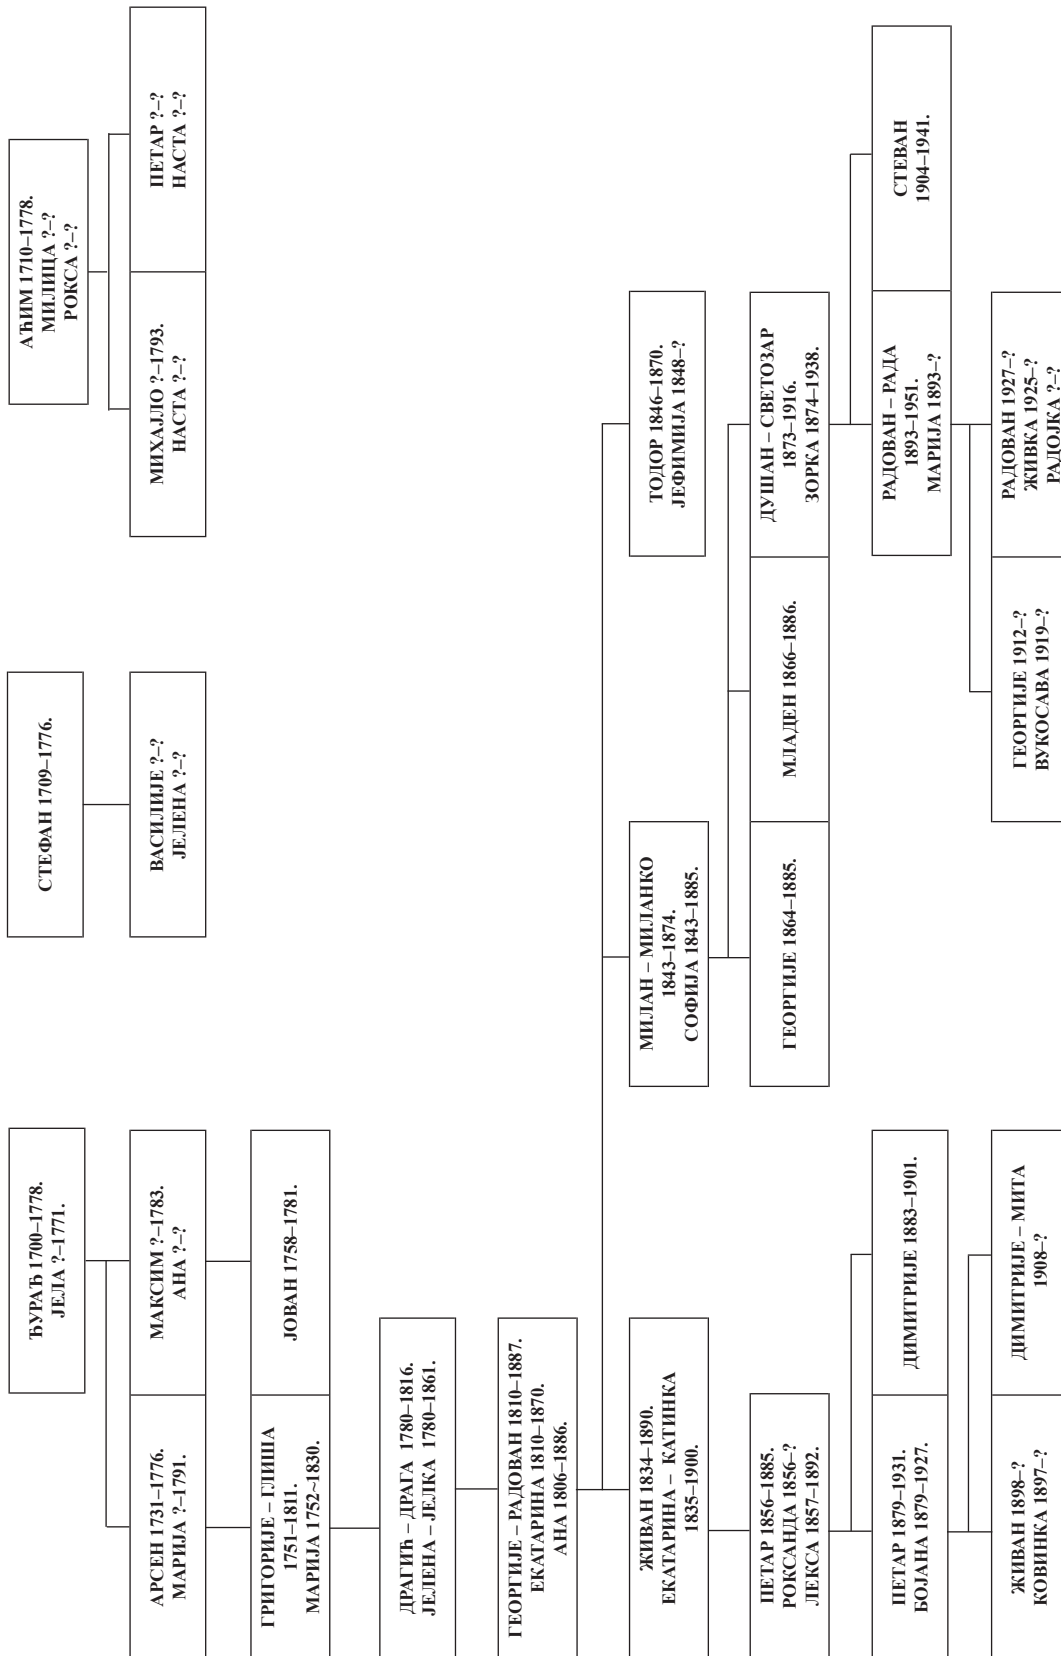 ЂУРАЂ 1700–1778.
ЈЕЛА ?–1771.
СТЕФАН 1709–1776.
АЋИМ 1710–1778.
МИЛИЦА ?–?
РОКСА ?–?
АРСЕН 1731–1776.
МАРИЈА ?–1791.
МАКСИМ ?–1783.
АНА ?–?
ВАСИЛИЈЕ ?–?
ЈЕЛЕНА ?–?
МИХАЈЛО ?–1793.
НАСТА ?–?
ПЕТАР ?–?
НАСТА ?–?
ГРИГОРИЈЕ – ГЛИША
1751–1811.
МАРИЈА 1752~1830.
ЈОВАН 1758–1781.
ДРАГИЋ – ДРАГА 1780–1816.
ЈЕЛЕНА – ЈЕЛКА 1780–1861.
ГЕОРГИЈЕ – РАДОВАН 1810–1887.
ЕКАТАРИНА 1810–1870.
АНА 1806–1886.
ЖИВАН 1834–1890.
ЕКАТАРИНА – КАТИНКА
1835–1900.
МИЛАН – МИЛАНКО
1843–1874.
СОФИЈА 1843–1885.
ТОДОР 1846–1870.
ЈЕФИМИЈА 1848–?
ПЕТАР 1856–1885.
РОКСАНДА 1856–?
ЛЕКСА 1857–1892.
ГЕОРГИЈЕ 1864–1885.
МЛАДЕН 1866–1886.
ДУШАН – СВЕТОЗАР
1873–1916.
ЗОРКА 1874–1938.
ПЕТАР 1879–1931.
БОЈАНА 1879–1927.
ДИМИТРИЈЕ 1883–1901.
РАДОВАН – РАДА
1893–1951.
МАРИЈА 1893–?
СТЕВАН
1904–1941.
ЖИВАН 1898–?
КОВИНКА 1897–?
ДИМИТРИЈЕ – МИТА
1908–?
ГЕОРГИЈЕ 1912–?
ВУКОСАВА 1919–?
РАДОВАН 1927–?
ЖИВКА 1925–?
РАДОЈКА ?–?